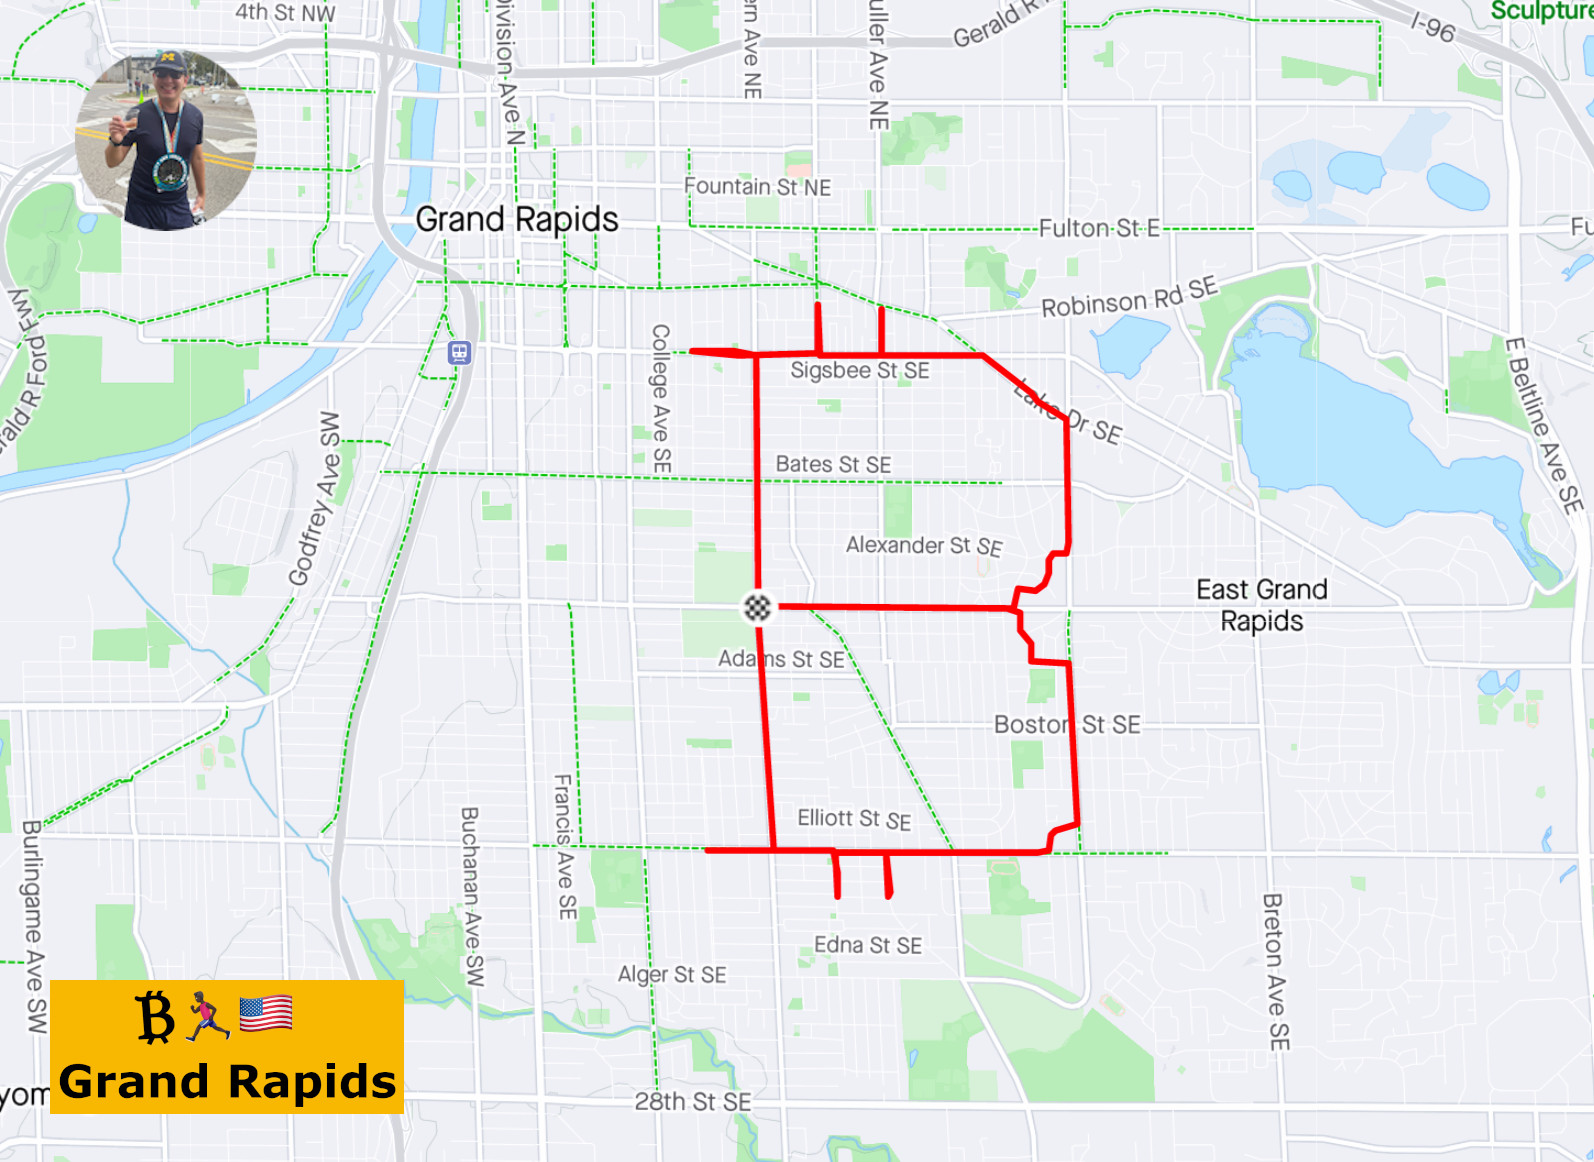 4th St NW
Division Ave N
ern Ave NE
uller Ave NE
Gerald R
I-96
Sculpture
M
Fountain St NE
Grand Rapids
Fulton St E
Fu
Robinson Rd SE
erald R Ford Fwy
College Ave SE
Sigsbee St SE
Lake Dr SE
E Beltline Ave SE
Godfrey Ave SW
Bates St SE
Alexander St SE
East Grand
Rapids
Adams St SE
Boston St SE
Francis Ave SE
Elliott St SE
Burlingame Ave SW
Buchanan Ave SW
Breton Ave SE
Edna St SE
Alger St SE
₿
Grand Rapids
yom
28th St SE